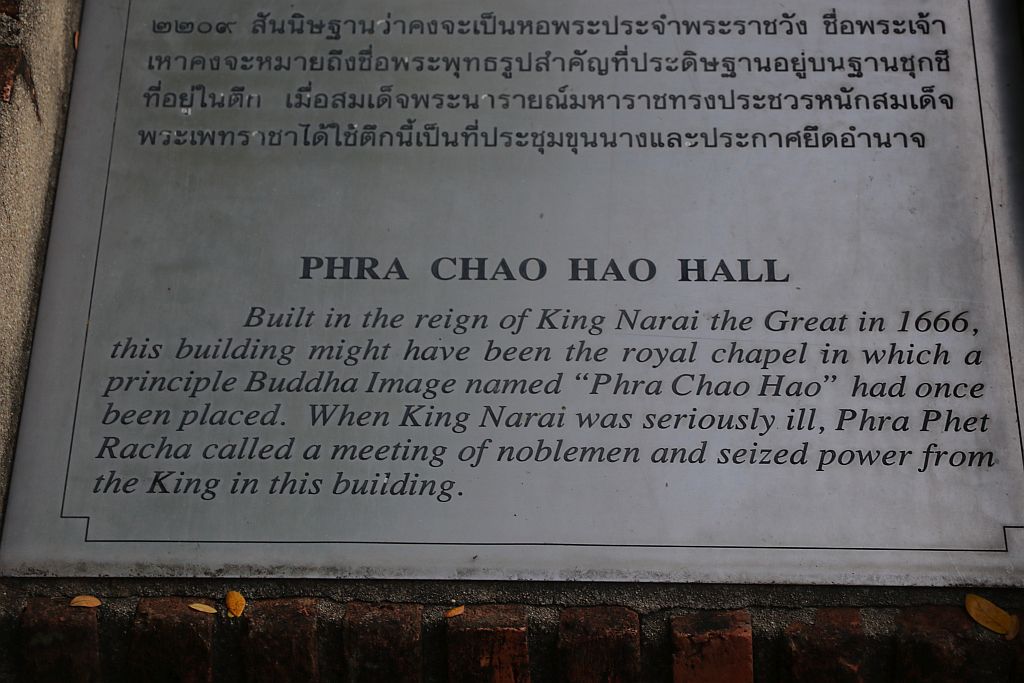 ๒๒๐๙ สันนิษฐานว่าคงจะเป็นหอพระประจำพระราชวัง ชื่อพระเจ้า
เหาคงจะหมายถึงชื่อพระพุทธรูปสำคัญที่ประดิษฐานอยู่บนฐานชุกชี
ที่อยู่ในตึก เมื่อสมเด็จพระนารายณ์มหาราชทรงประชวรหนักสมเด็จ
พระเพทราชาได้ใช้ตึกนี้เป็นที่ประชุมขุนนางและประกาศยึดอำนาจ
PHRA CHAO HAO HALL
Built in the reign of King Narai the Great in 1666,
this building might have been the royal chapel in which a
principle Buddha Image named “Phra Chao Hao” had once
been placed. When King Narai was seriously ill, Phra Phet
Racha called a meeting of noblemen and seized power from
the King in this building.